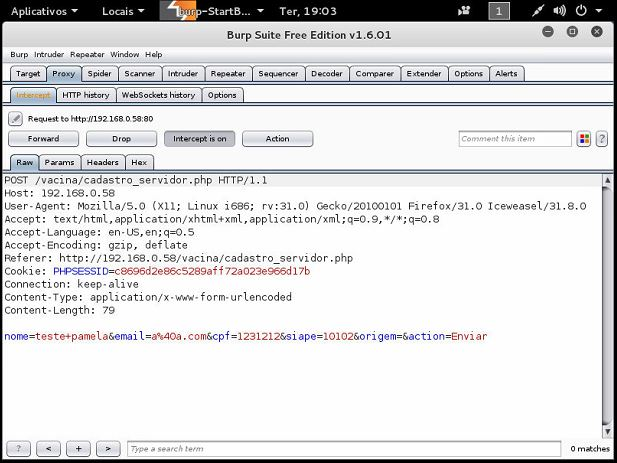 Aplicativos Locais burp-StartB... Ter, 19:03 1
Burp Suite Free Edition v1.6.01
Burp Intruder Repeater Window Help
Target Proxy Spider Scanner Intruder Repeater Sequencer Decoder Comparer Extender Options Alerts
Intercept HTTP history WebSockets history Options
Request to http://192.168.0.58:80
Forward Drop Intercept is on Action Comment this item ?
Raw Params Headers Hex
POST /vacina/cadastro_servidor.php HTTP/1.1
Host: 192.168.0.58
User-Agent: Mozilla/5.0 (X11; Linux i686; rv:31.0) Gecko/20100101 Firefox/31.0 Iceweasel/31.8.0
Accept: text/html,application/xhtml+xml,application/xml;q=0.9,*/*;q=0.8
Accept-Language: en-US,en;q=0.5
Accept-Encoding: gzip, deflate
Referer: http://192.168.0.58/vacina/cadastro_servidor.php
Cookie: PHPSESSID=c8696d2e86c5289aff72a023e966d17b
Connection: keep-alive
Content-Type: application/x-www-form-urlencoded
Content-Length: 79
nome=teste+pamela&email=a%40a.com&cpf=1231212&siape=10102&origem=&action=Enviar
? < + > Type a search term 0 matches